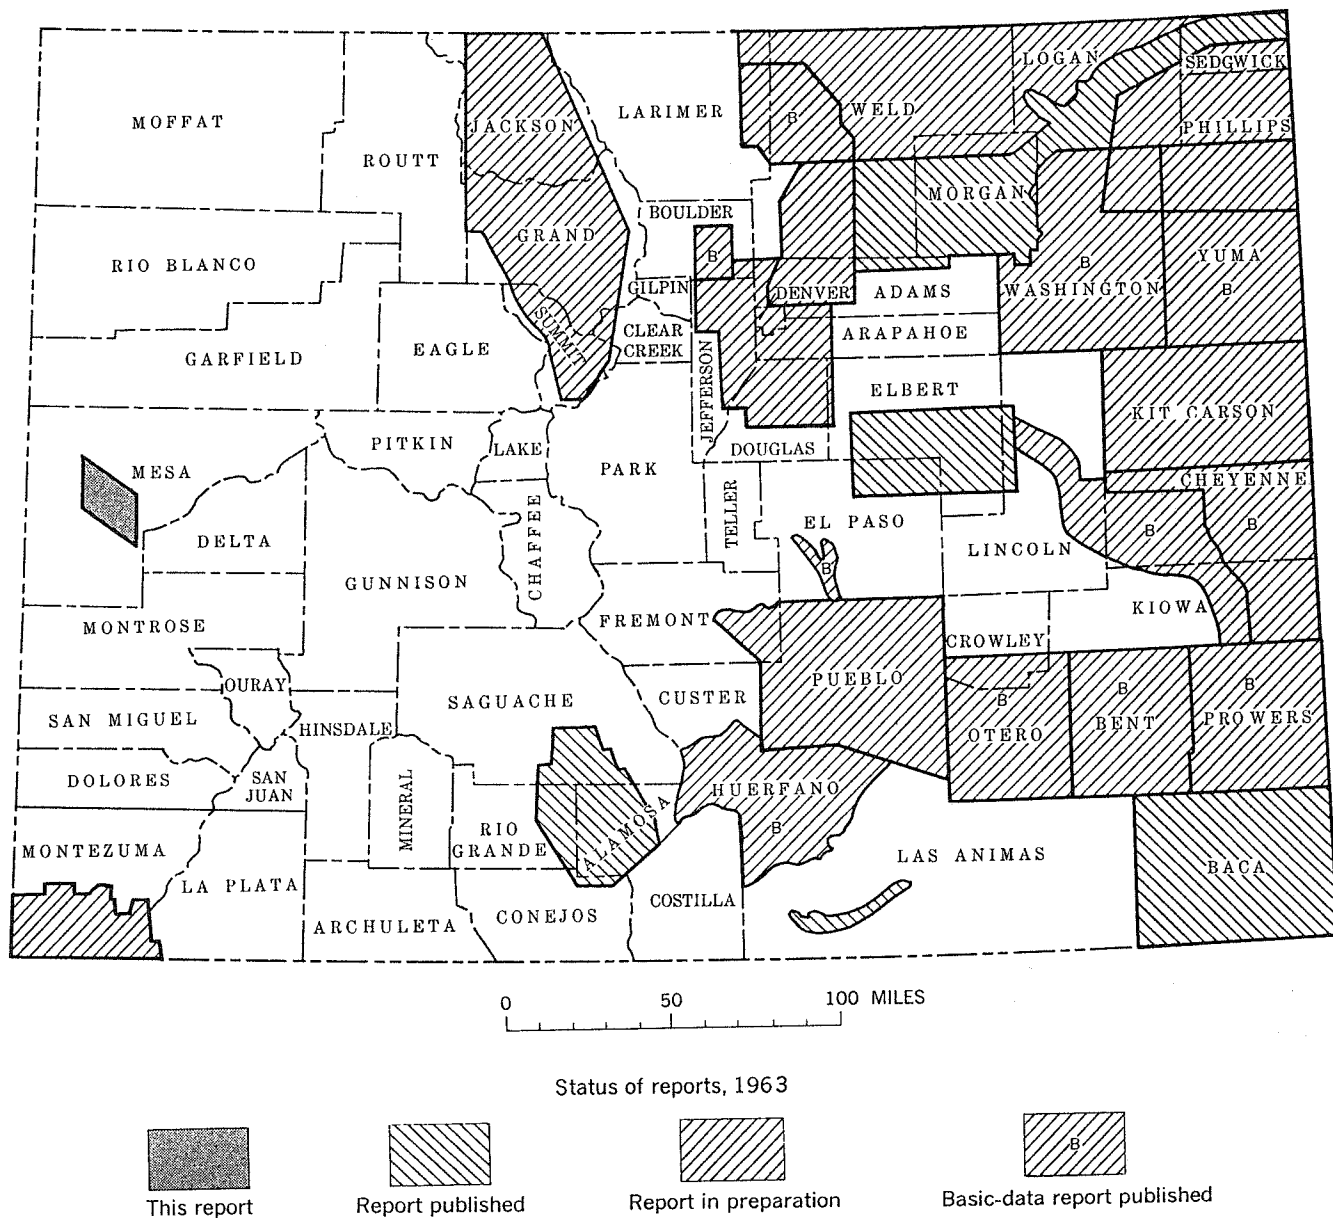 MOFFAT
ROUTT
JACKSON
LARIMER
WELD
B
LOGAN
SEDGWICK
PHILLIPS
MORGAN
RIO BLANCO
GRAND
BOULDER
B
GILPIN
DENVER
ADAMS
B
WASHINGTON
YUMA
B
GARFIELD
EAGLE
SUMMIT
CLEAR
CREEK
JEFFERSON
ARAPAHOE
ELBERT
KIT CARSON
MESA
PITKIN
LAKE
PARK
DOUGLAS
CHEYENNE
DELTA
GUNNISON
CHAFFEE
TELLER
EL PASO
B
LINCOLN
B
B
MONTROSE
FREMONT
CROWLEY
KIOWA
OURAY
SAN MIGUEL
HINSDALE
SAGUACHE
CUSTER
PUEBLO
B
OTERO
B
BENT
B
PROWERS
DOLORES
SAN
JUAN
MINERAL
RIO
GRANDE
ALAMOSA
HUERFANO
B
MONTEZUMA
LA PLATA
ARCHULETA
CONEJOS
COSTILLA
LAS ANIMAS
BACA
0 50 100 MILES
Status of reports, 1963
B
This report Report published Report in preparation Basic-data report published